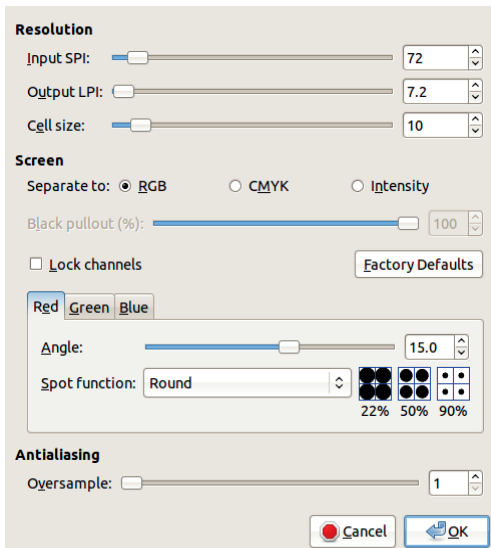 Resolution
Input SPI: 72
Output LPI: 7.2
Cell size: 10
Screen
Separate to: RGB CMYK Intensity
Black pullout (%): 100
Lock channels Factory Defaults
Red Green Blue
Angle: 15.0
Spot function: Round
22% 50% 90%
Antialiasing
Oversample: 1
Cancel OK